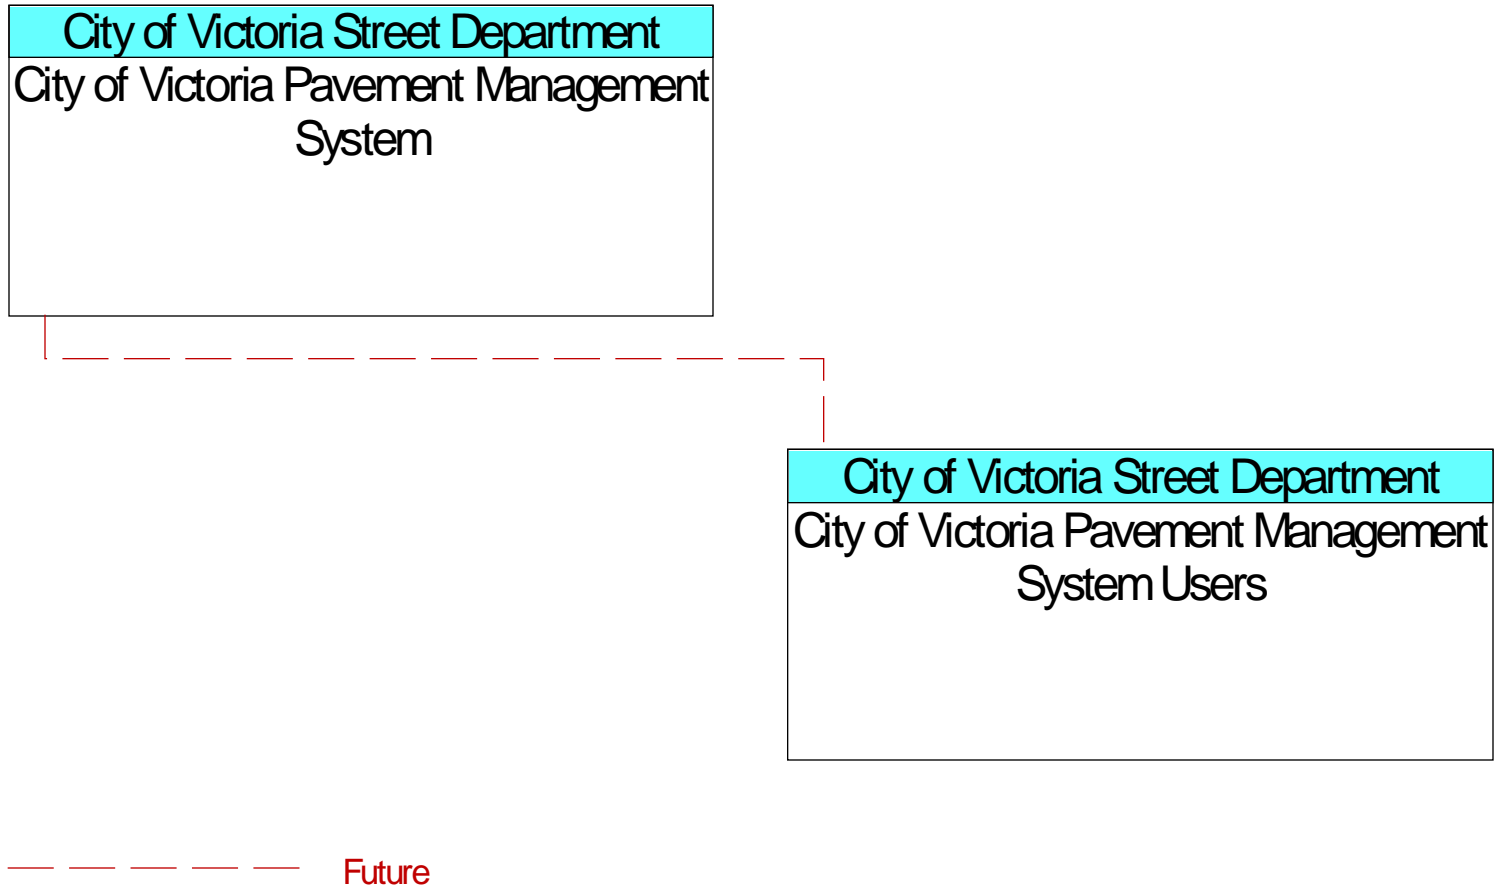 City of Victoria Street Department
City of Victoria Pavement Management
System
City of Victoria Street Department
City of Victoria Pavement Management
System Users
Future